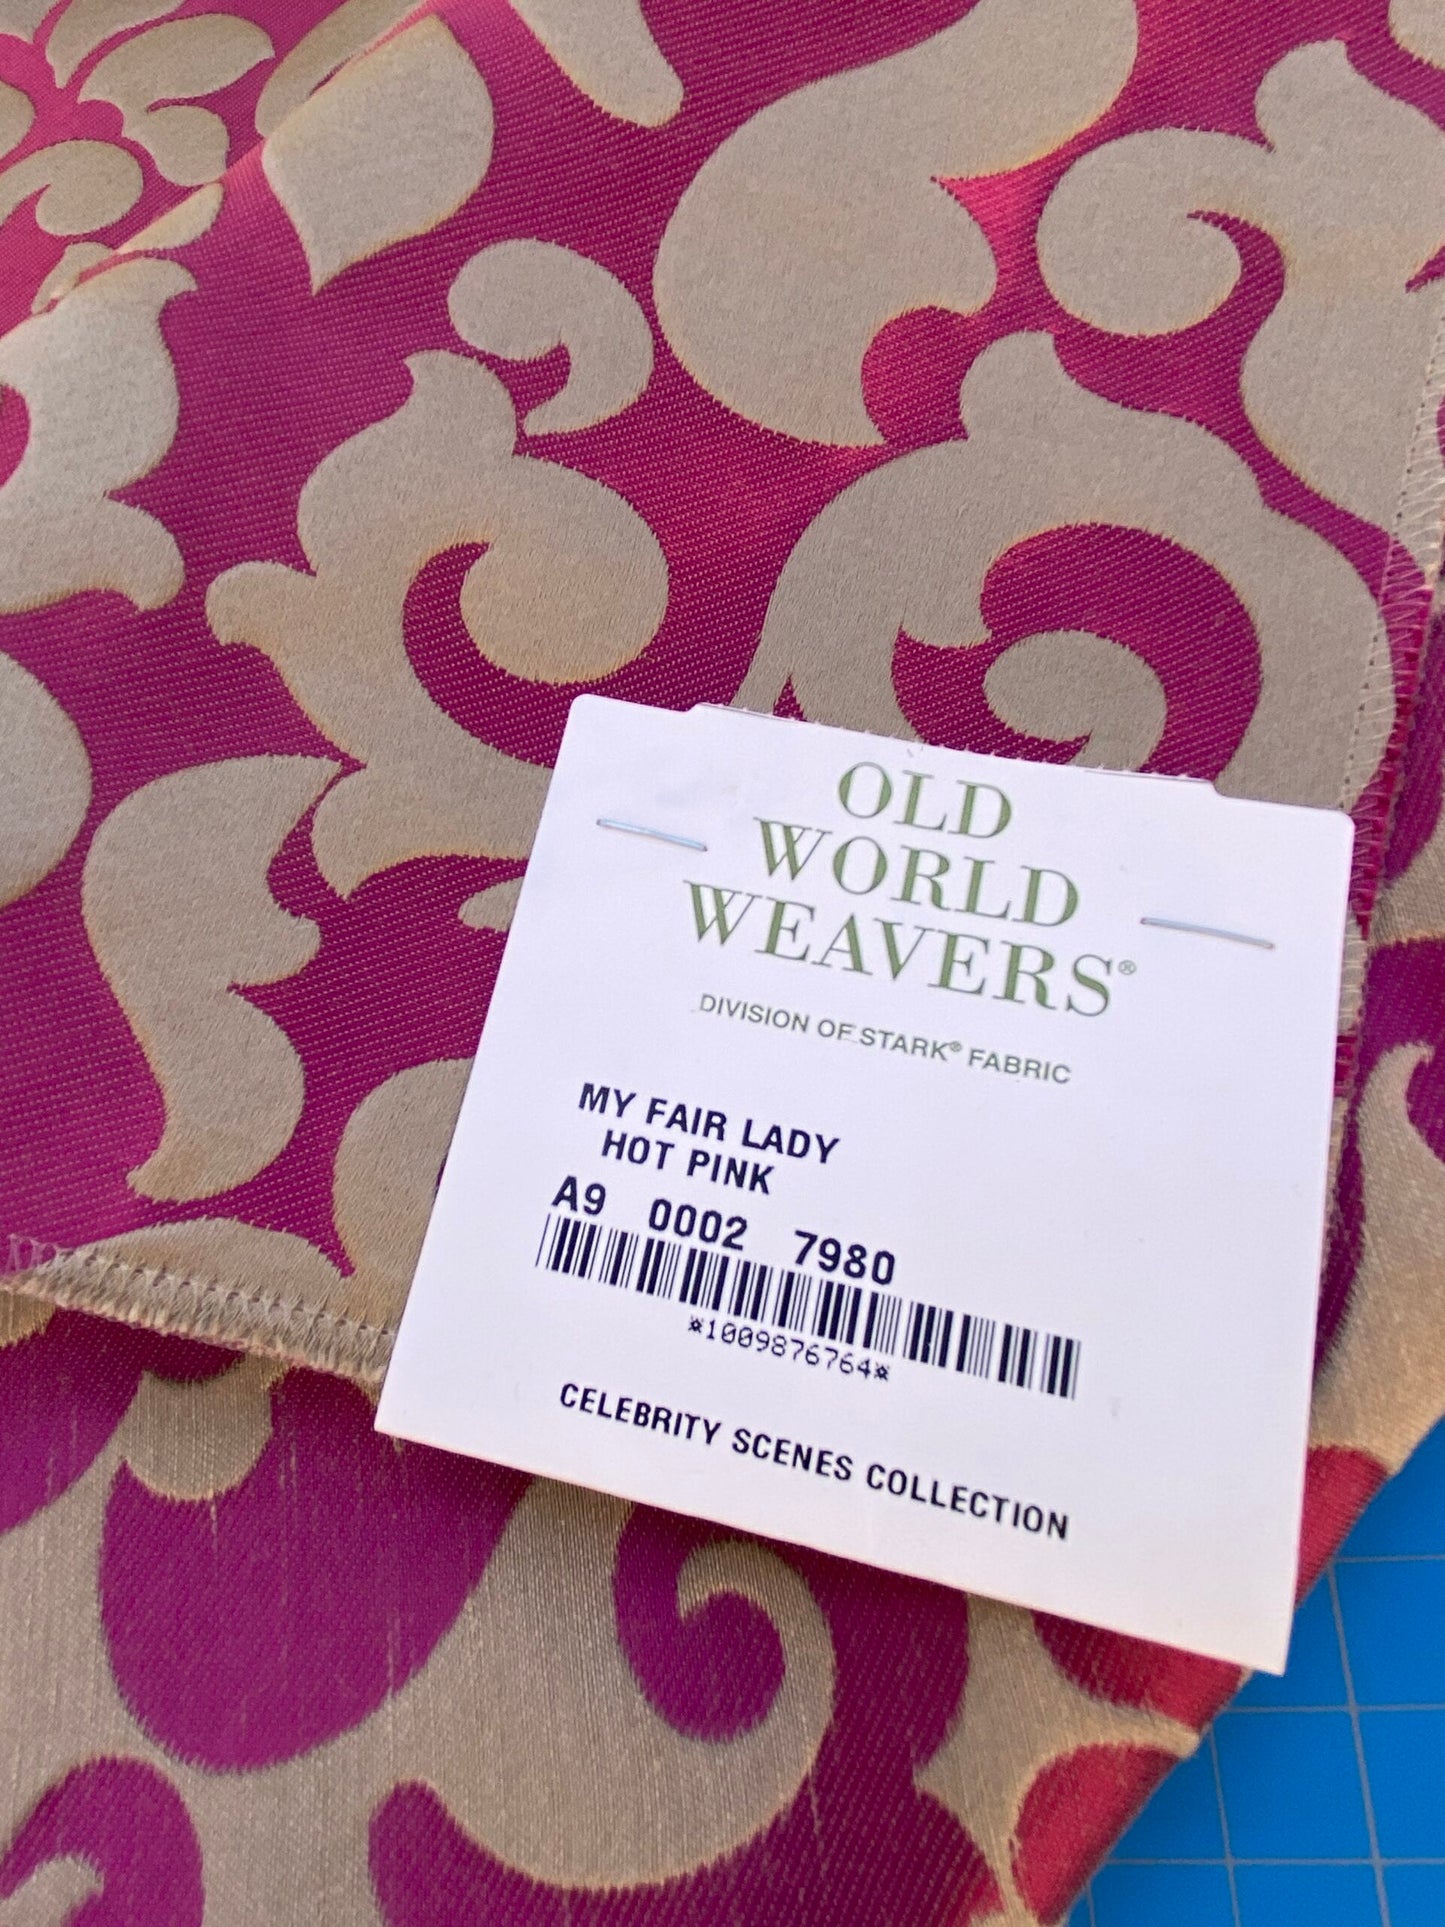 OLD
WORLD
WEAVERS®
DIVISION OF STARK® FABRIC
MY FAIR LADY
HOT PINK
A9 0002 7980
*1009876764*
CELEBRITY SCENES COLLECTION